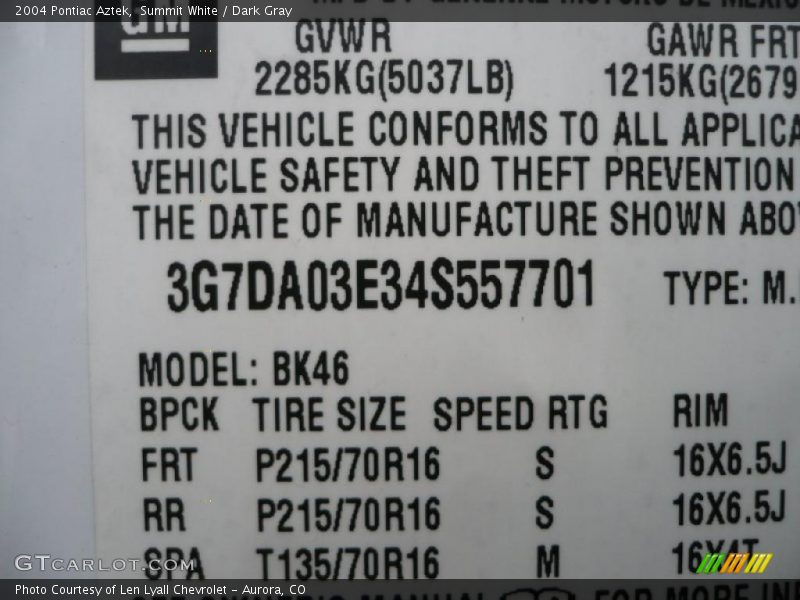 2004 Pontiac Aztek, Summit White / Dark Gray
GM
GVWR GAWR FRT
2285KG(5037LB) 1215KG(2679
THIS VEHICLE CONFORMS TO ALL APPLICA
VEHICLE SAFETY AND THEFT PREVENTION
THE DATE OF MANUFACTURE SHOWN ABO
3G7DA03E34S557701 TYPE: M.
MODEL: BK46
BPCK TIRE SIZE SPEED RTG RIM
FRT P215/70R16 S 16X6.5J
RR P215/70R16 S 16X6.5J
SPA T135/70R16 M 16X4T
GTCARLOT.COM
Photo Courtesy of Len Lyall Chevrolet - Aurora, CO